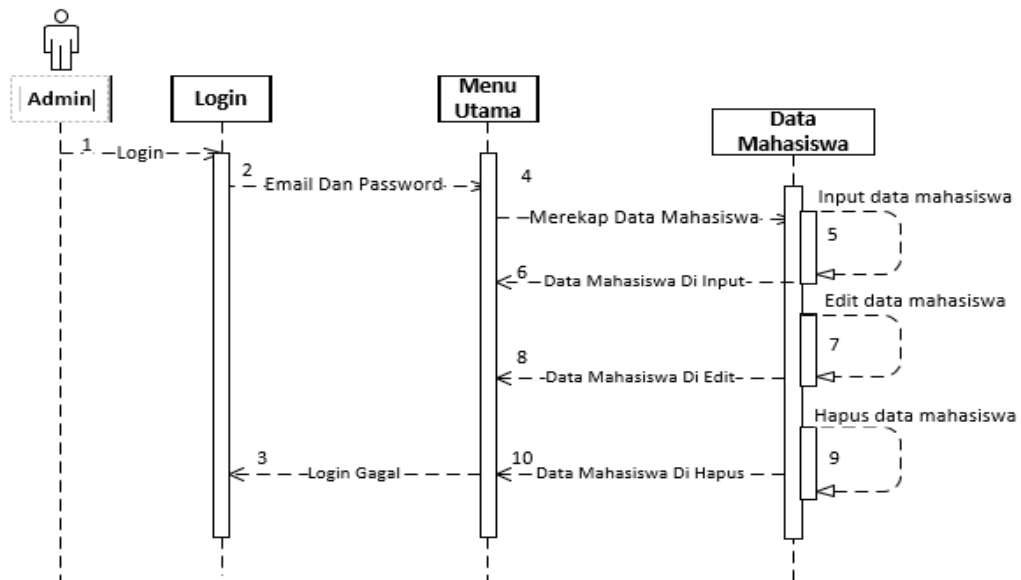 Admin
Login
Menu
Utama
Data
Mahasiswa
1
Login
2
Email Dan Password
4
Merekap Data Mahasiswa
Input data mahasiswa
5
6
Data Mahasiswa Di Input
Edit data mahasiswa
7
8
Data Mahasiswa Di Edit
Hapus data mahasiswa
9
10
Data Mahasiswa Di Hapus
3
Login Gagal